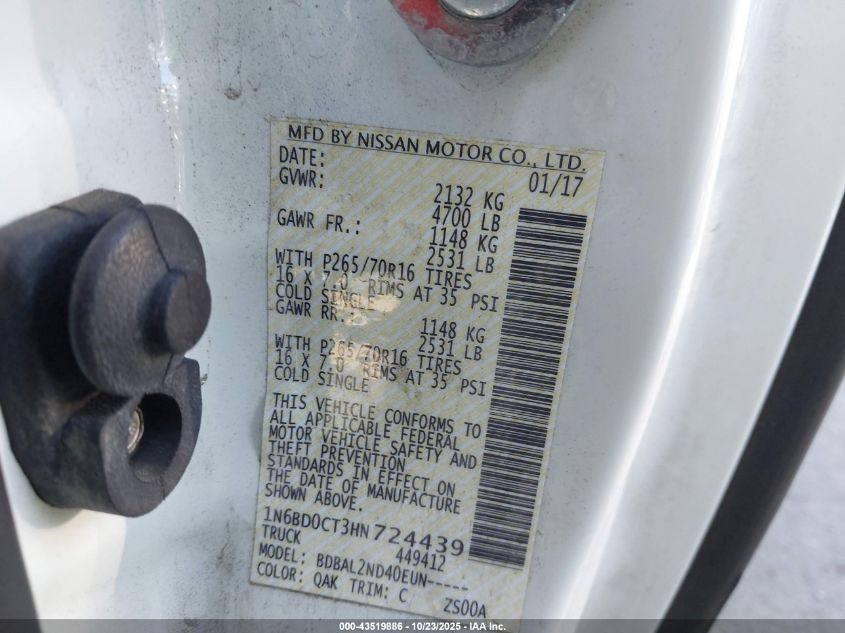 MFD BY NISSAN MOTOR CO., LTD.
DATE: 01/17
GVWR: 2132 KG
4700 LB
GAWR FR.: 1148 KG
2531 LB
WITH P265/70R16 TIRES
16 X 7.0 RIMS AT 35 PSI
COLD SINGLE
GAWR RR.: 1148 KG
2531 LB
WITH P265/70R16 TIRES
16 X 7.0 RIMS AT 35 PSI
COLD SINGLE
THIS VEHICLE CONFORMS TO
ALL APPLICABLE FEDERAL
MOTOR VEHICLE SAFETY AND
THEFT PREVENTION
STANDARDS IN EFFECT ON
THE DATE OF MANUFACTURE
SHOWN ABOVE.
1N6BD0CT3HN724439
TRUCK 449412
MODEL: BDBAL2ND40EUN-----
COLOR: QAK TRIM: C ZS00A
000-43519886 - 10/23/2025 - IAA Inc.